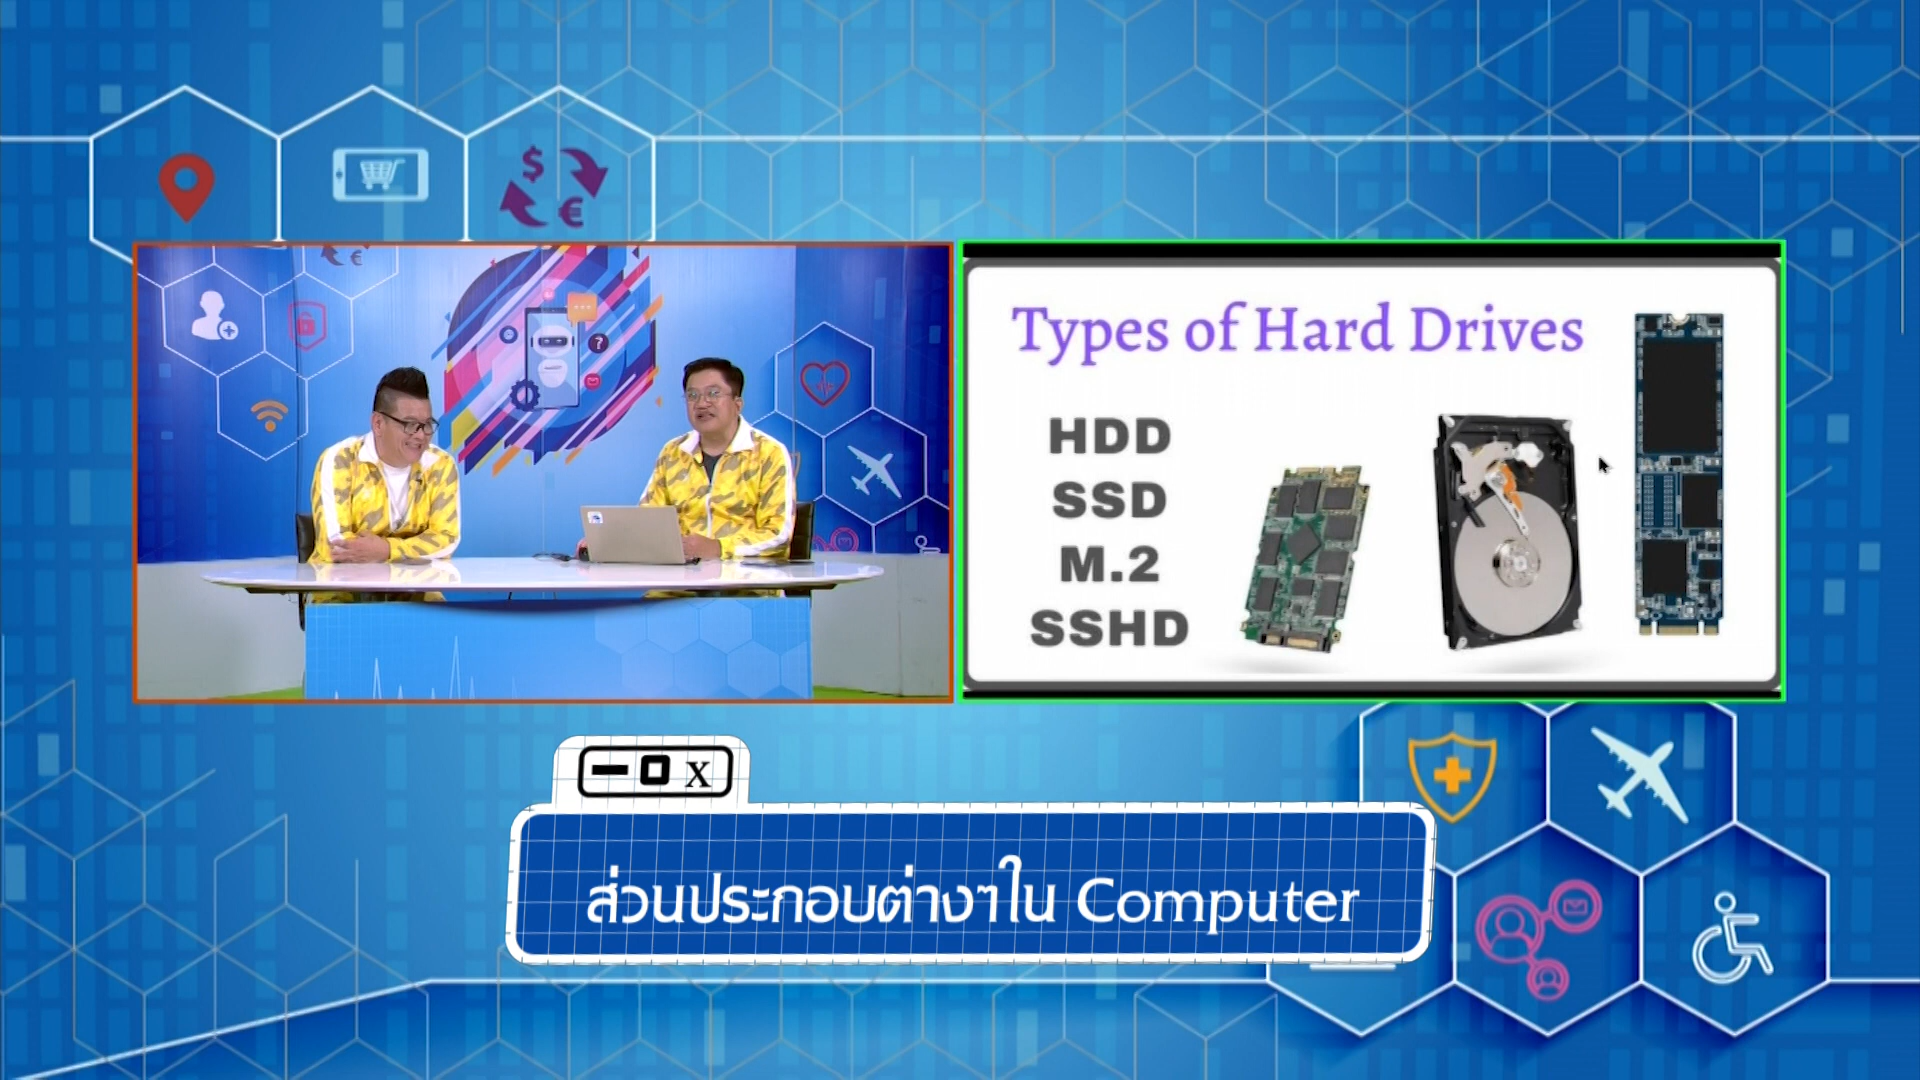 Types of Hard Drives
HDD
SSD
M.2
SSHD
ส่วนประกอบต่างๆใน Computer